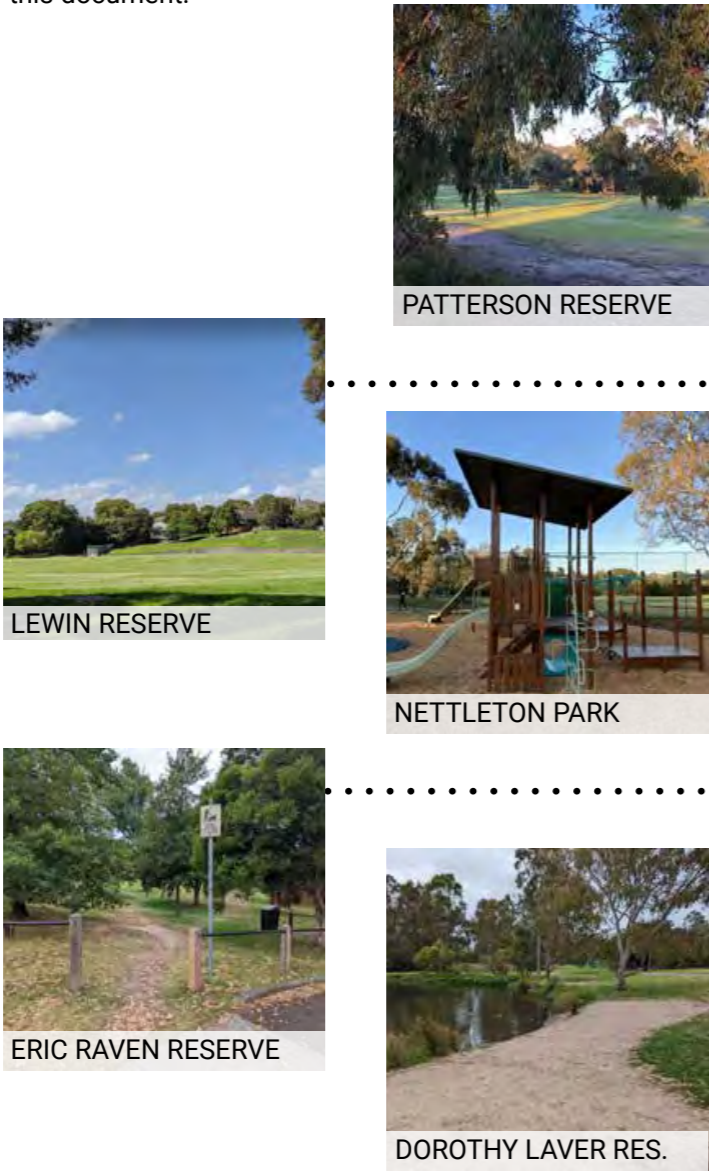 this document.
PATTERSON RESERVE
LEWIN RESERVE
NETTLETON PARK
ERIC RAVEN RESERVE
DOROTHY LAVER RES.